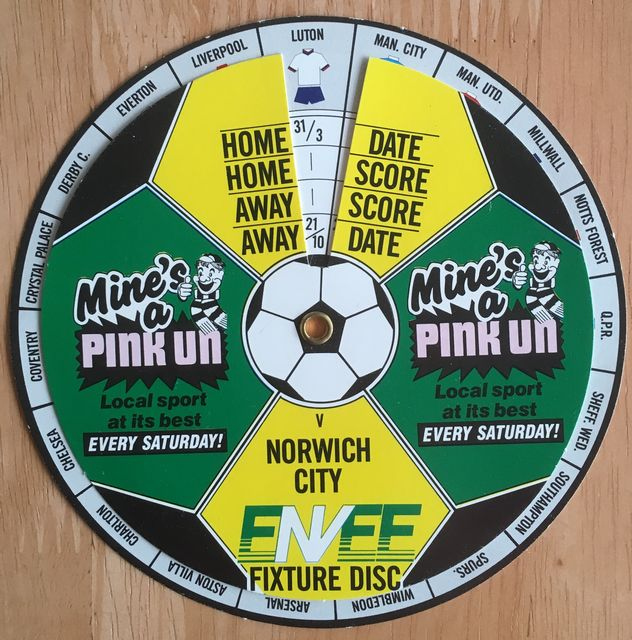 LUTON
MAN. CITY
MAN. UTD.
MILLWALL
NOTTS FOREST
Q.P.R.
SHEFF. WED.
SOUTHAMPTON
SPURS.
WIMBLEDON
ARSENAL
ASTON VILLA
CHARLTON
CHELSEA
COVENTRY
CRYSTAL PALACE
DERBY C.
EVERTON
LIVERPOOL
HOME 31/3 DATE
HOME SCORE
AWAY SCORE
AWAY 21/10 DATE
Mine's
a
PINK UN
Local sport
at its best
EVERY SATURDAY!
Mine's
a
PINK UN
Local sport
at its best
EVERY SATURDAY!
V
NORWICH
CITY
ENVEE
FIXTURE DISC